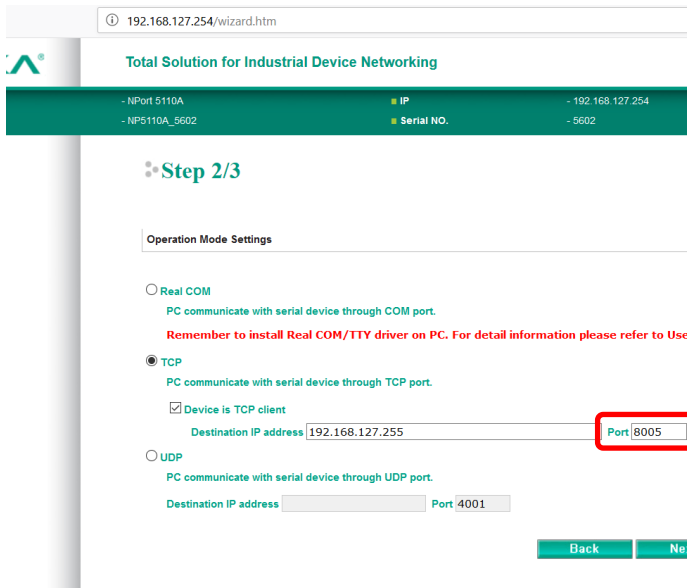 192.168.127.254/wizard.htm
Total Solution for Industrial Device Networking
- NPort 5110A IP - 192.168.127.254
- NP5110A_5602 Serial NO. - 5602
Step 2/3
Operation Mode Settings
Real COM
PC communicate with serial device through COM port.
Remember to install Real COM/TTY driver on PC. For detail information please refer to Use
TCP
PC communicate with serial device through TCP port.
Device is TCP client
Destination IP address 192.168.127.255 Port 8005
UDP
PC communicate with serial device through UDP port.
Destination IP address Port 4001
Back Ne